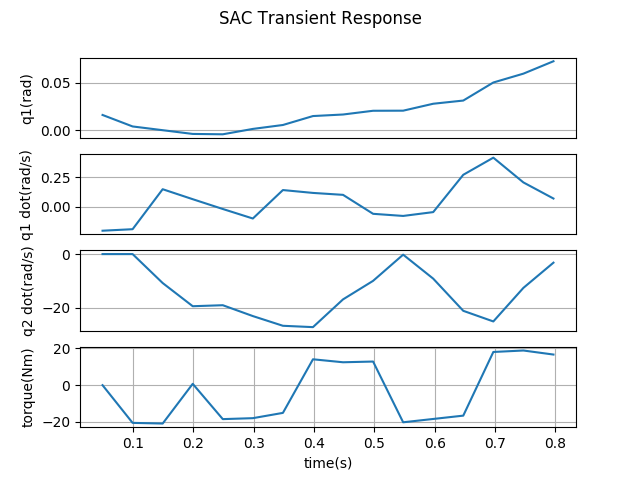 SAC Transient Response
q1(rad)
0.05
0.00
q1 dot(rad/s)
0.25
0.00
q2 dot(rad/s)
0
−20
torque(Nm)
20
0
−20
0.1 0.2 0.3 0.4 0.5 0.6 0.7 0.8
time(s)